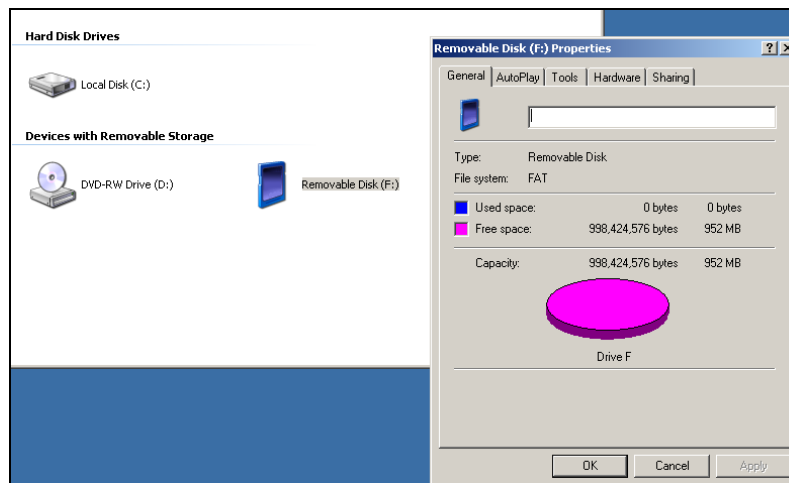 Hard Disk Drives
Local Disk (C:)
Devices with Removable Storage
DVD-RW Drive (D:)
Removable Disk (F:)
Removable Disk (F:) Properties
General AutoPlay Tools Hardware Sharing
Type: Removable Disk
File system: FAT
Used space: 0 bytes 0 bytes
Free space: 998,424,576 bytes 952 MB
Capacity: 998,424,576 bytes 952 MB
Drive F
OK Cancel Apply